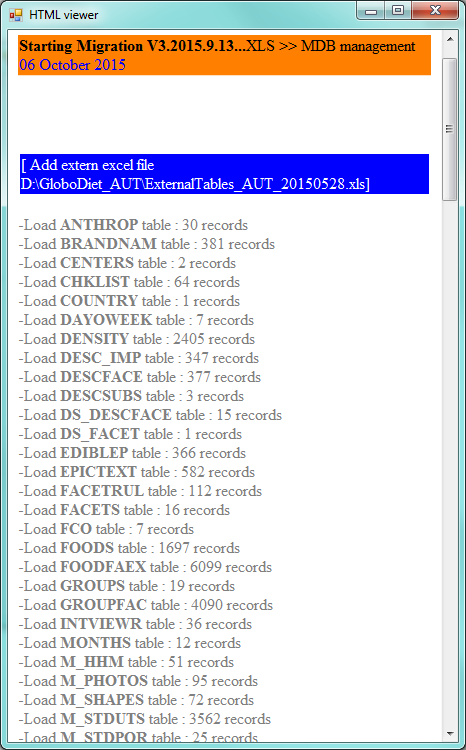 HTML viewer
Starting Migration V3.2015.9.13...XLS >> MDB management
06 October 2015
[ Add extern excel file
D:\GloboDiet_AUT\ExternalTables_AUT_20150528.xls]
-Load ANTHROP table : 30 records
-Load BRANDNAM table : 381 records
-Load CENTERS table : 2 records
-Load CHKLIST table : 64 records
-Load COUNTRY table : 1 records
-Load DAYOWEEK table : 7 records
-Load DENSITY table : 2405 records
-Load DESC_IMP table : 347 records
-Load DESCFACE table : 377 records
-Load DESCSUBS table : 3 records
-Load DS_DESCFACE table : 15 records
-Load DS_FACET table : 1 records
-Load EDIBLEP table : 366 records
-Load EPICTEXT table : 582 records
-Load FACETRUL table : 112 records
-Load FACETS table : 16 records
-Load FCO table : 7 records
-Load FOODS table : 1697 records
-Load FOODFAEX table : 6099 records
-Load GROUPS table : 19 records
-Load GROUPFAC table : 4090 records
-Load INTVIEWR table : 36 records
-Load MONTHS table : 12 records
-Load M_HHM table : 51 records
-Load M_PHOTOS table : 95 records
-Load M_SHAPES table : 72 records
-Load M_STDUTS table : 3562 records
-Load M_STDPOR table : 25 records